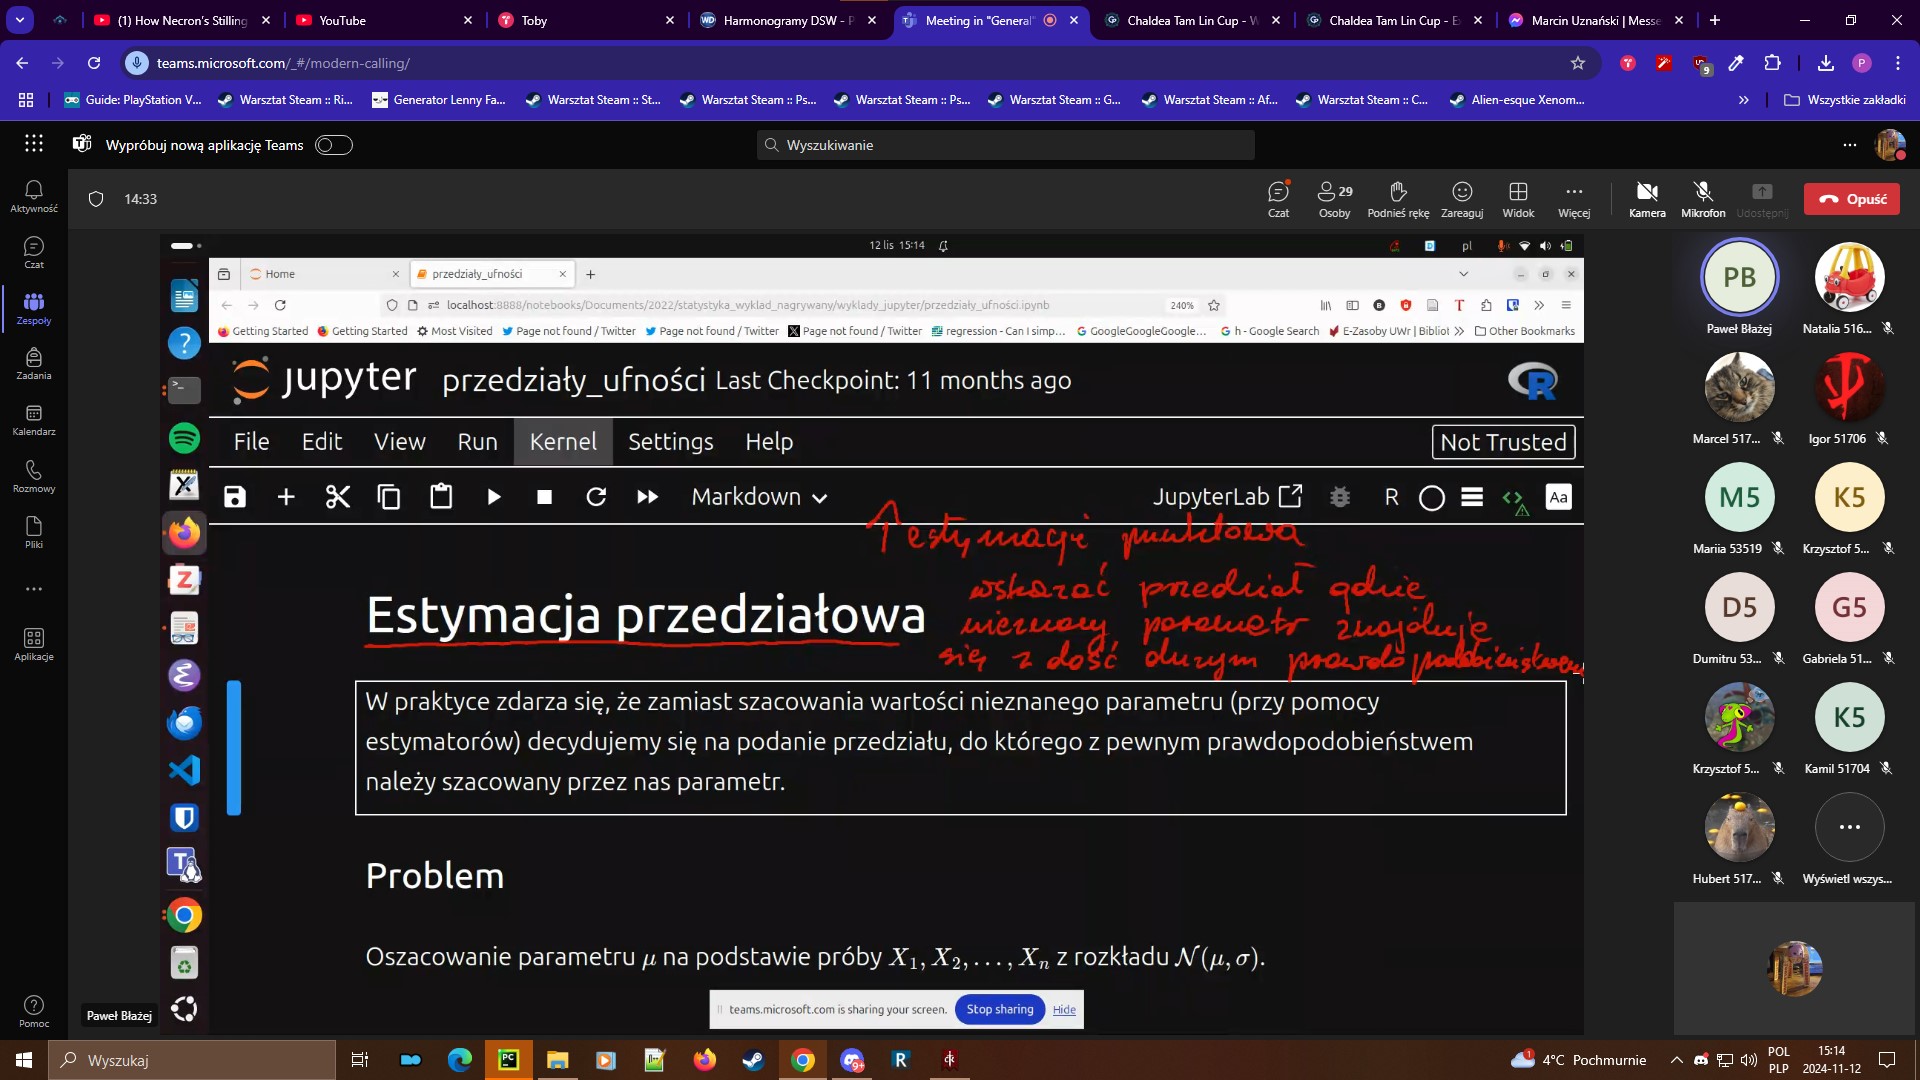 (1) How Necron's Stilling
YouTube
Toby
Harmonogramy DSW - P
Meeting in "General"
Chaldea Tam Lin Cup - W
Chaldea Tam Lin Cup - E
Marcin Uznański | Messe
teams.microsoft.com/_#/modern-calling/
9
P
Guide: PlayStation V...
Warsztat Steam :: Ri...
Generator Lenny Fa...
Warsztat Steam :: St...
Warsztat Steam :: Ps...
Warsztat Steam :: Ps...
Warsztat Steam :: G...
Warsztat Steam :: Af...
Warsztat Steam :: C...
Alien-esque Xenom...
Wszystkie zakładki
Wypróbuj nową aplikację Teams
Wyszukiwanie
14:33
Czat
29
Osoby
Podnieś rękę
Zareaguj
Widok
Więcej
Kamera
Mikrofon
Udostępnij
Opuść
Aktywność
Czat
Zespoły
Zadania
Kalendarz
Rozmowy
Pliki
Aplikacje
Pomoc
12 lis 15:14
pl
Home
przedziały_ufności
localhost:8888/notebooks/Documents/2022/statystyka_wyklad_nagrywany/wyklady_jupyter/przedziały_ufności.ipynb
240%
Getting Started
Getting Started
Most Visited
Page not found / Twitter
Page not found / Twitter
Page not found / Twitter
regression - Can I simp...
GoogleGoogleGoogle...
h - Google Search
E-Zasoby UWr | Bibliot
Other Bookmarks
jupyter przedziały_ufności Last Checkpoint: 11 months ago
File Edit View Run Kernel Settings Help
Not Trusted
Markdown
JupyterLab
R
Aa
estymację punktowa
Estymacja przedziałowa
wskazać przedział gdzie
nieznany parametr znajduje
się z dość dużym prawdopodobieństwem
W praktyce zdarza się, że zamiast szacowania wartości nieznanego parametru (przy pomocy
estymatorów) decydujemy się na podanie przedziału, do którego z pewnym prawdopodobieństwem
należy szacowany przez nas parametr.
Problem
Oszacowanie parametru μ na podstawie próby X₁, X₂, …, Xₙ z rozkładu 𝒩(μ, σ).
teams.microsoft.com is sharing your screen.
Stop sharing
Hide
Paweł Błażej
PB
Paweł Błażej
Natalia 516...
Marcel 517...
Igor 51706
M5
Mariia 53519
K5
Krzysztof 5...
D5
Dumitru 53...
G5
Gabriela 51...
Krzysztof 5...
K5
Kamil 51704
Hubert 517...
Wyświetl wszys...
Wyszukaj
4°C Pochmurnie
POL
PLP
15:14
2024-11-12